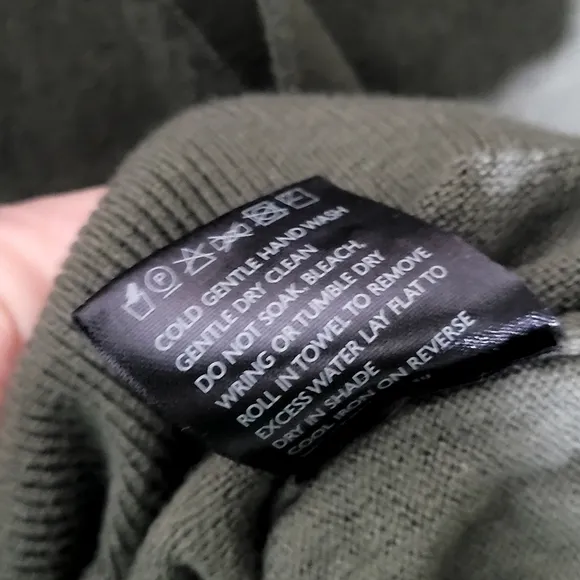 COLD GENTLE HAND WASH
GENTLE DRY CLEAN
DO NOT SOAK, BLEACH,
WRING OR TUMBLE DRY
ROLL IN TOWEL TO REMOVE
EXCESS WATER LAY FLAT TO
DRY IN SHADE
COOL IRON ON REVERSE